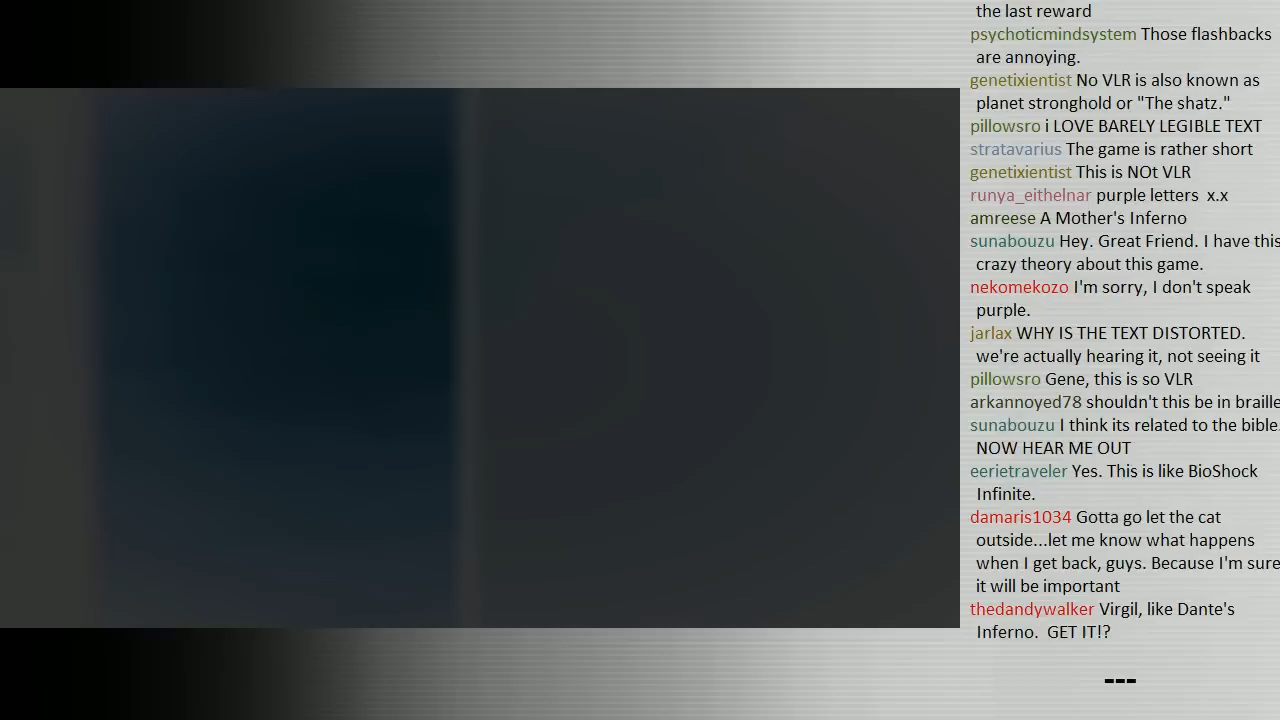 the last reward
psychoticmindsystem Those flashbacks
are annoying.
genetixientist No VLR is also known as
planet stronghold or "The shatz."
pillowsro i LOVE BARELY LEGIBLE TEXT
stratavarius The game is rather short
genetixientist This is NOt VLR
runya_eithelnar purple letters x.x
amreese A Mother's Inferno
sunabouzu Hey. Great Friend. I have this
crazy theory about this game.
nekomekozo I'm sorry, I don't speak
purple.
jarlax WHY IS THE TEXT DISTORTED.
we're actually hearing it, not seeing it
pillowsro Gene, this is so VLR
arkannoyed78 shouldn't this be in braille
sunabouzu I think its related to the bible.
NOW HEAR ME OUT
eerietraveler Yes. This is like BioShock
Infinite.
damaris1034 Gotta go let the cat
outside...let me know what happens
when I get back, guys. Because I'm sure
it will be important
thedandywalker Virgil, like Dante's
Inferno. GET IT!?
---